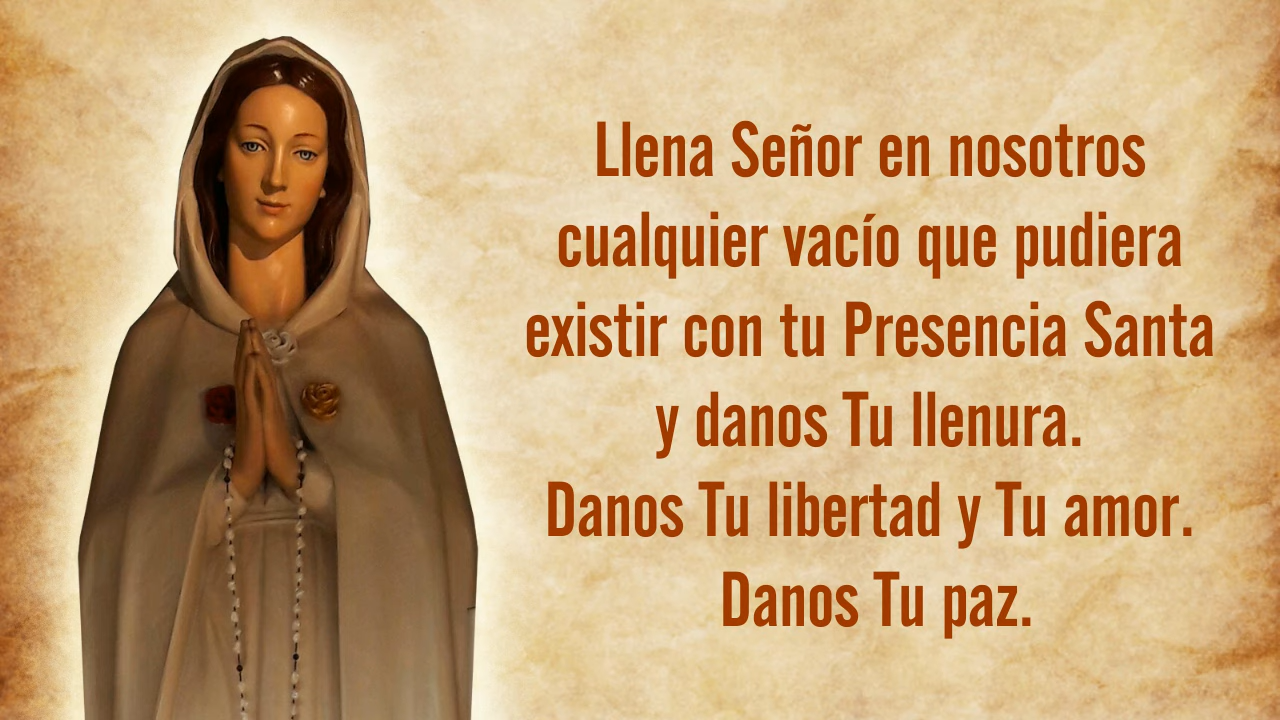 Llena Señor en nosotros
cualquier vacío que pudiera
existir con tu Presencia Santa
y danos Tu llenura.
Danos Tu libertad y Tu amor.
Danos Tu paz.